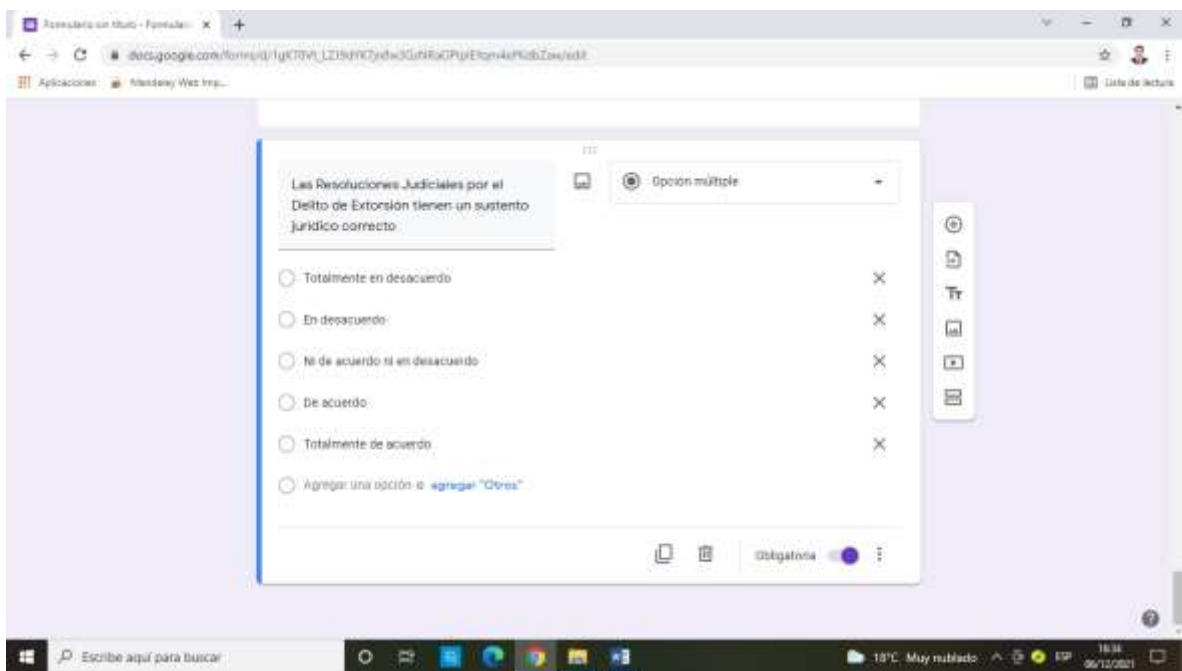 Formulario sin título - Formular
docs.google.com/forms/d/
Aplicaciones
Mendeley Web Imp...
Lista de lectura
Las Resoluciones Judiciales por el
Delito de Extorsión tienen un sustento
jurídico correcto
Opción múltiple
Totalmente en desacuerdo
En desacuerdo
Ni de acuerdo ni en desacuerdo
De acuerdo
Totalmente de acuerdo
Agregar una opción o agregar "Otros"
Obligatoria
Escribe aquí para buscar
18°C Muy nublado
ESP
16:34
06/12/2021